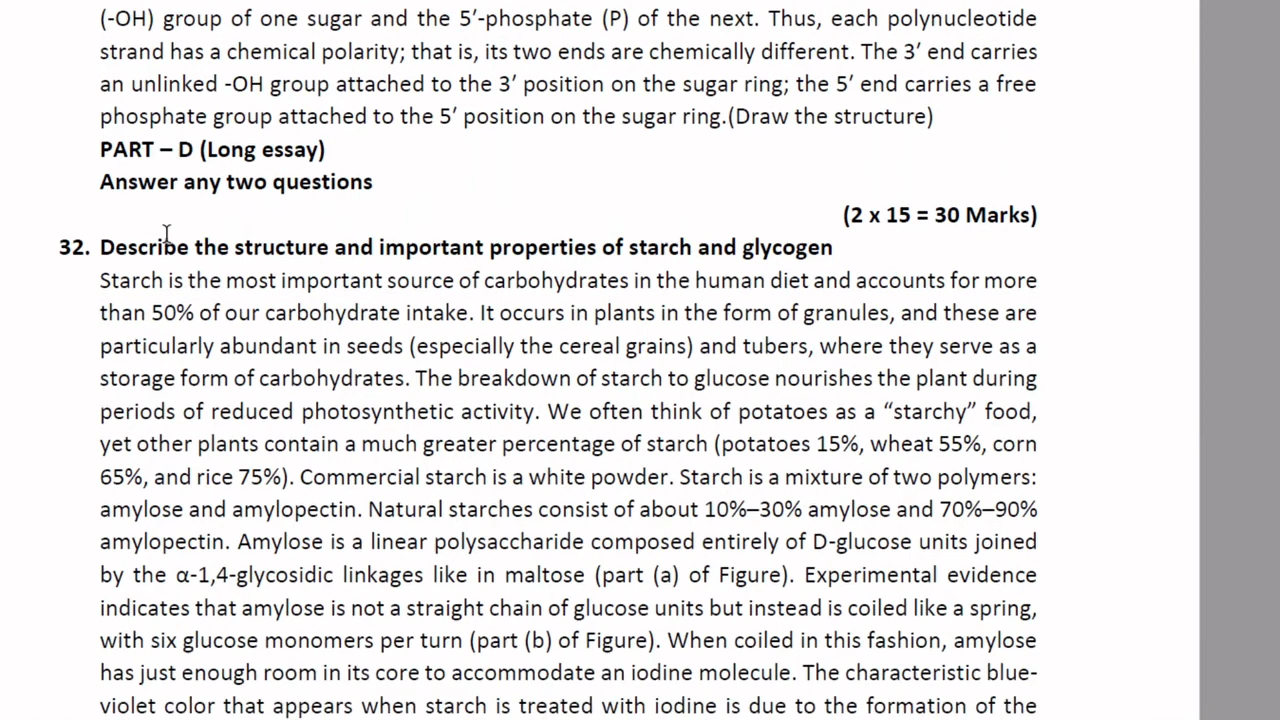 (-OH) group of one sugar and the 5′-phosphate (P) of the next. Thus, each polynucleotide
strand has a chemical polarity; that is, its two ends are chemically different. The 3′ end carries
an unlinked -OH group attached to the 3′ position on the sugar ring; the 5′ end carries a free
phosphate group attached to the 5′ position on the sugar ring.(Draw the structure)
PART – D (Long essay)
Answer any two questions
(2 x 15 = 30 Marks)
32. Describe the structure and important properties of starch and glycogen
Starch is the most important source of carbohydrates in the human diet and accounts for more
than 50% of our carbohydrate intake. It occurs in plants in the form of granules, and these are
particularly abundant in seeds (especially the cereal grains) and tubers, where they serve as a
storage form of carbohydrates. The breakdown of starch to glucose nourishes the plant during
periods of reduced photosynthetic activity. We often think of potatoes as a “starchy” food,
yet other plants contain a much greater percentage of starch (potatoes 15%, wheat 55%, corn
65%, and rice 75%). Commercial starch is a white powder. Starch is a mixture of two polymers:
amylose and amylopectin. Natural starches consist of about 10%–30% amylose and 70%–90%
amylopectin. Amylose is a linear polysaccharide composed entirely of D-glucose units joined
by the α-1,4-glycosidic linkages like in maltose (part (a) of Figure). Experimental evidence
indicates that amylose is not a straight chain of glucose units but instead is coiled like a spring,
with six glucose monomers per turn (part (b) of Figure). When coiled in this fashion, amylose
has just enough room in its core to accommodate an iodine molecule. The characteristic blue-
violet color that appears when starch is treated with iodine is due to the formation of the